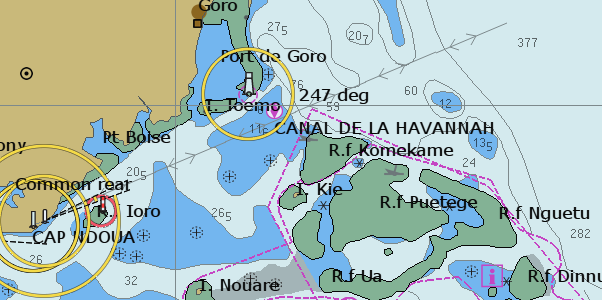 Goro
27₅
20₇
377
Port de Goro
76
247 deg
I. Toemo
59
60
12
11₆
CANAL DE LA HAVANNAH
Pt Boise
13₅
ony
R.f Komekame
20₅
24
Common reat
I. Kie
R. Ioro
26₅
R.f Puetege
R.f Nguetu
CAP NDOUA
282
26
32
I. Nouare
R.f Ua
R.f Dinnu